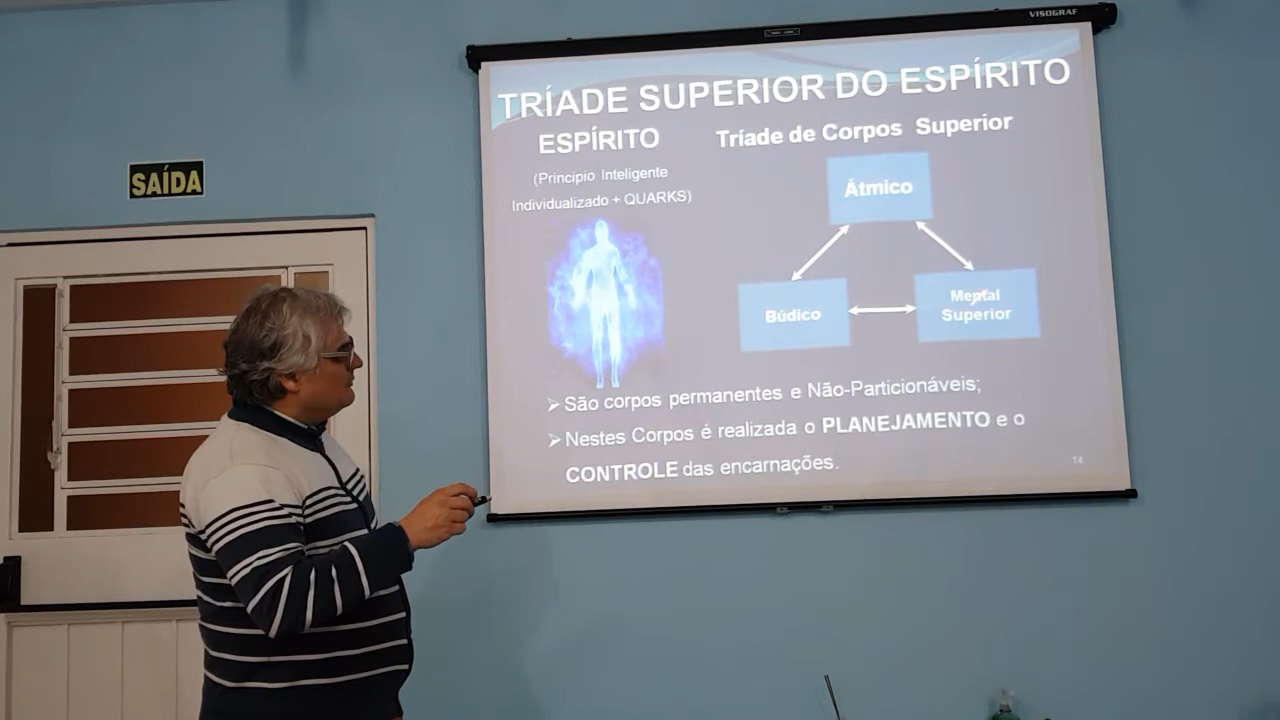 VISOGRAF
TRÍADE SUPERIOR DO ESPÍRITO
ESPÍRITO
(Principio Inteligente
Individualizado + QUARKS)
Tríade de Corpos Superior
Átmico
Búdico
Mental
Superior
➢ São corpos permanentes e Não-Particionáveis;
➢ Nestes Corpos é realizada o PLANEJAMENTO e o
CONTROLE das encarnações.
14
SAÍDA